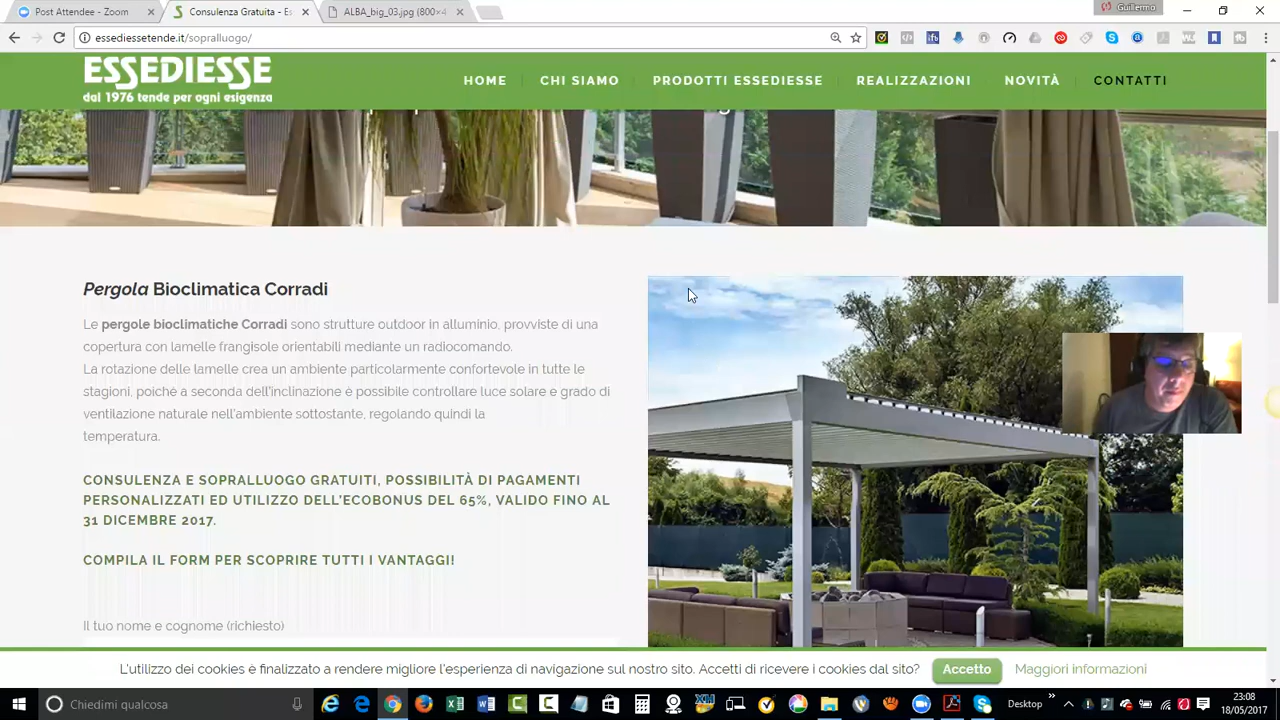 Post Attendee - Zoom
Consulenza Gratuita - Es
ALBA_big_03.jpg (800×4
Guillermo
essediessetende.it/sopralluogo/
ESSEDIESSE
dal 1976 tende per ogni esigenza
HOME
CHI SIAMO
PRODOTTI ESSEDIESSE
REALIZZAZIONI
NOVITÀ
CONTATTI
Pergola Bioclimatica Corradi
Le pergole bioclimatiche Corradi sono strutture outdoor in alluminio, provviste di una
copertura con lamelle frangisole orientabili mediante un radiocomando.
La rotazione delle lamelle crea un ambiente particolarmente confortevole in tutte le
stagioni, poiché a seconda dell'inclinazione è possibile controllare luce solare e grado di
ventilazione naturale nell'ambiente sottostante, regolando quindi la
temperatura.
CONSULENZA E SOPRALLUOGO GRATUITI, POSSIBILITÀ DI PAGAMENTI
PERSONALIZZATI ED UTILIZZO DELL'ECOBONUS DEL 65%, VALIDO FINO AL
31 DICEMBRE 2017.
COMPILA IL FORM PER SCOPRIRE TUTTI I VANTAGGI!
Il tuo nome e cognome (richiesto)
L'utilizzo dei cookies è finalizzato a rendere migliore l'esperienza di navigazione sul nostro sito. Accetti di ricevere i cookies dal sito?
Accetto
Maggiori informazioni
Chiedimi qualcosa
Desktop
23:08
18/05/2017